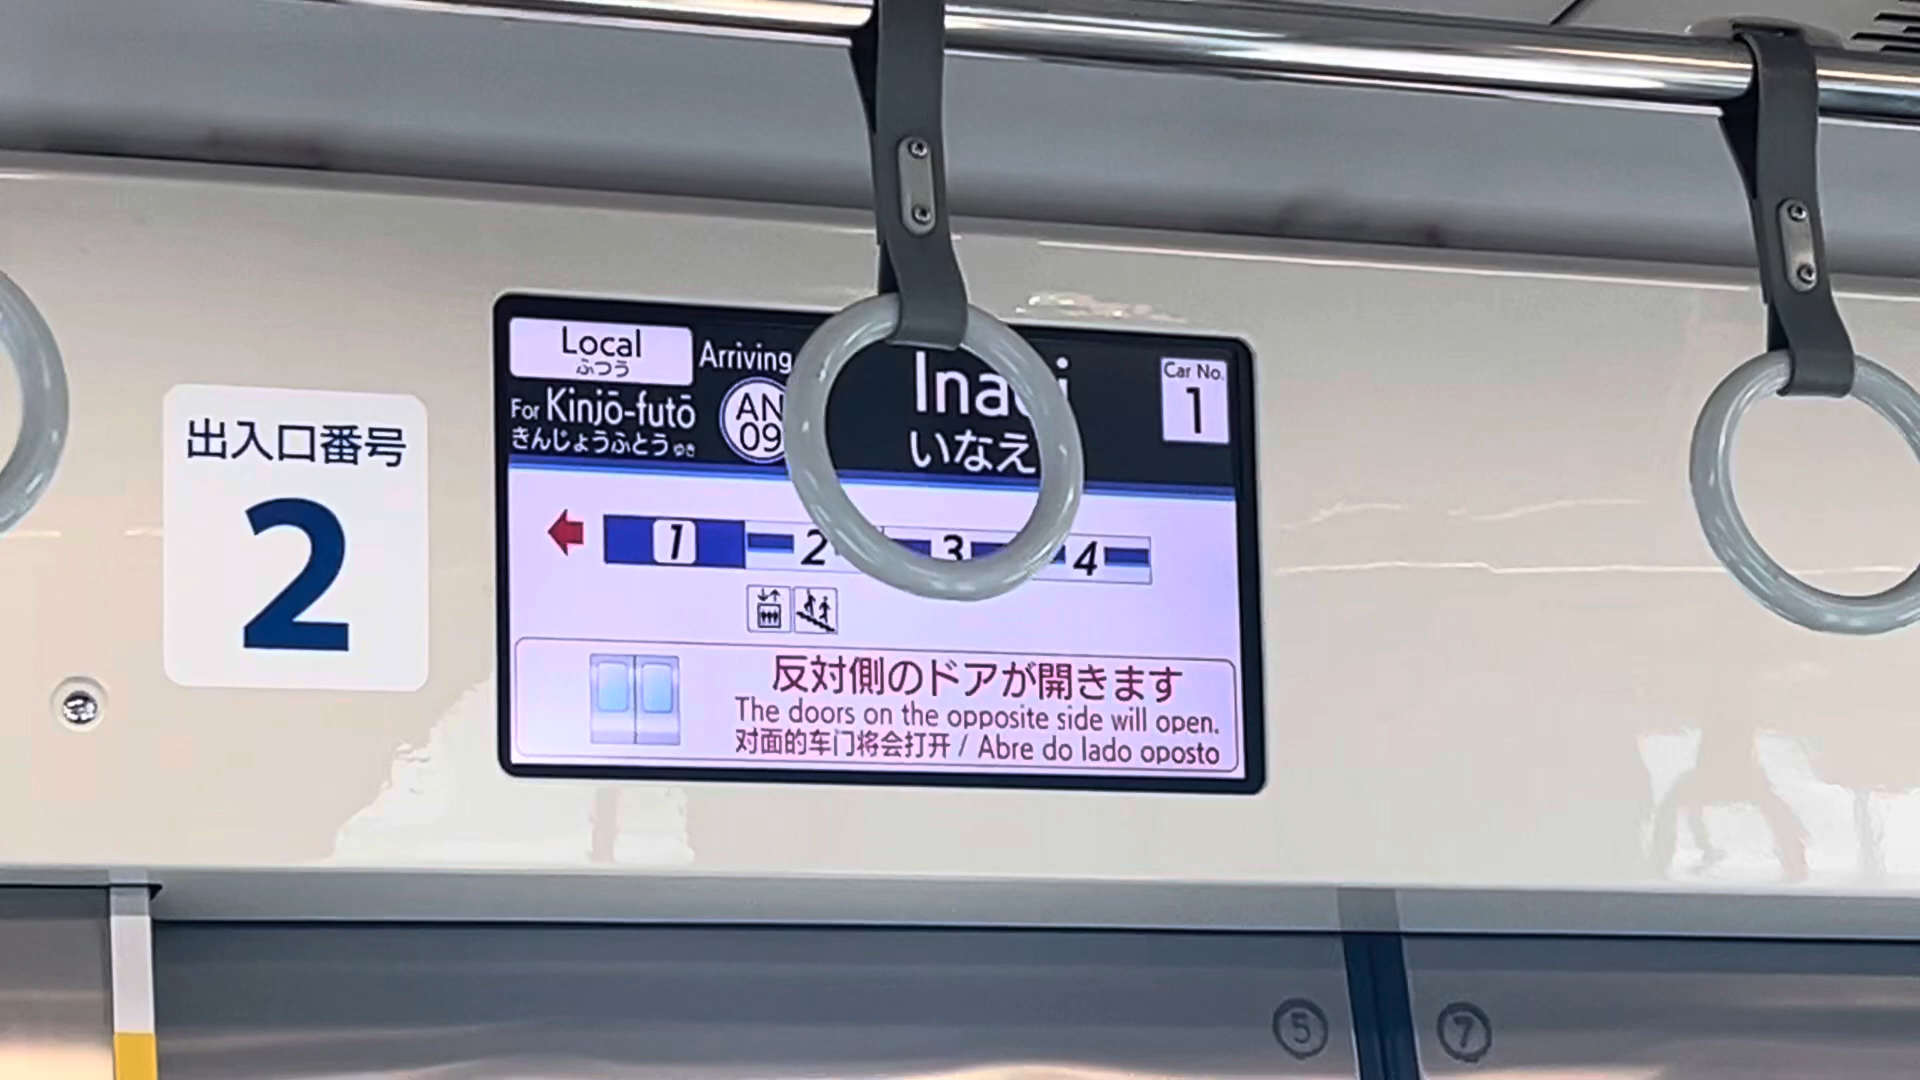 出入口番号
2
Local
ふつう
Arriving
For Kinjō-futō
きんじょうふとう ゆき
AN
09
いなえ
Car No.
1
1 2 3 4
反対側のドアが開きます
The doors on the opposite side will open.
对面的车门将会打开 / Abre do lado oposto
5
7